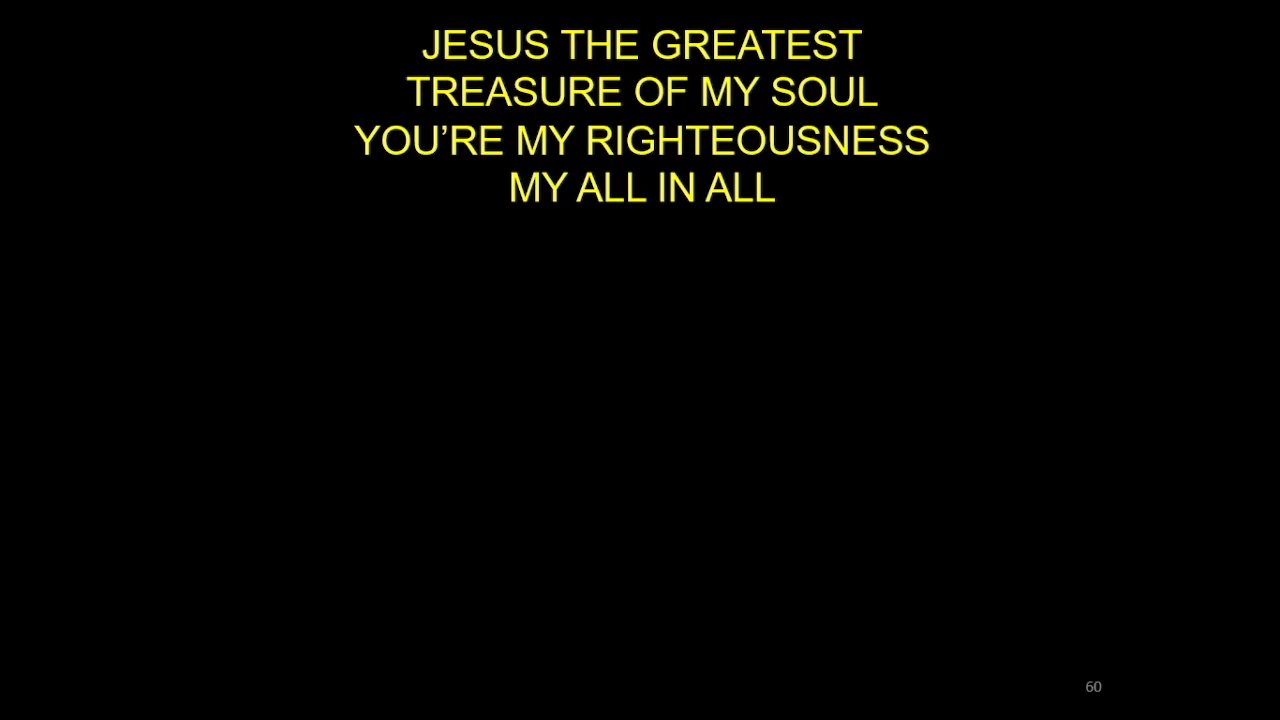 JESUS THE GREATEST
TREASURE OF MY SOUL
YOU’RE MY RIGHTEOUSNESS
MY ALL IN ALL
60